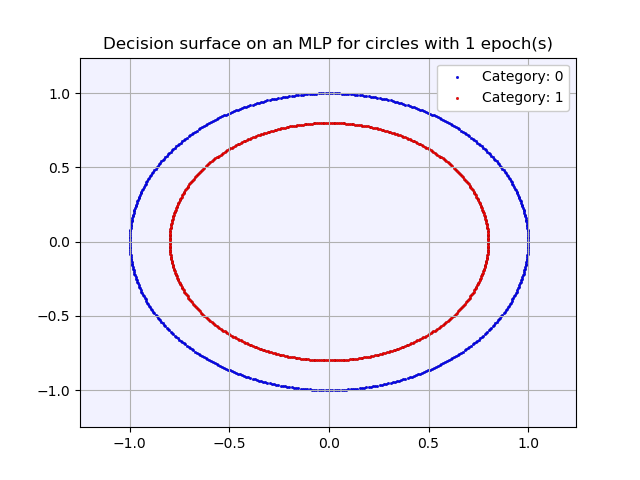 Decision surface on an MLP for circles with 1 epoch(s)
Category: 0
Category: 1
1.0
0.5
0.0
−0.5
−1.0
−1.0 −0.5 0.0 0.5 1.0